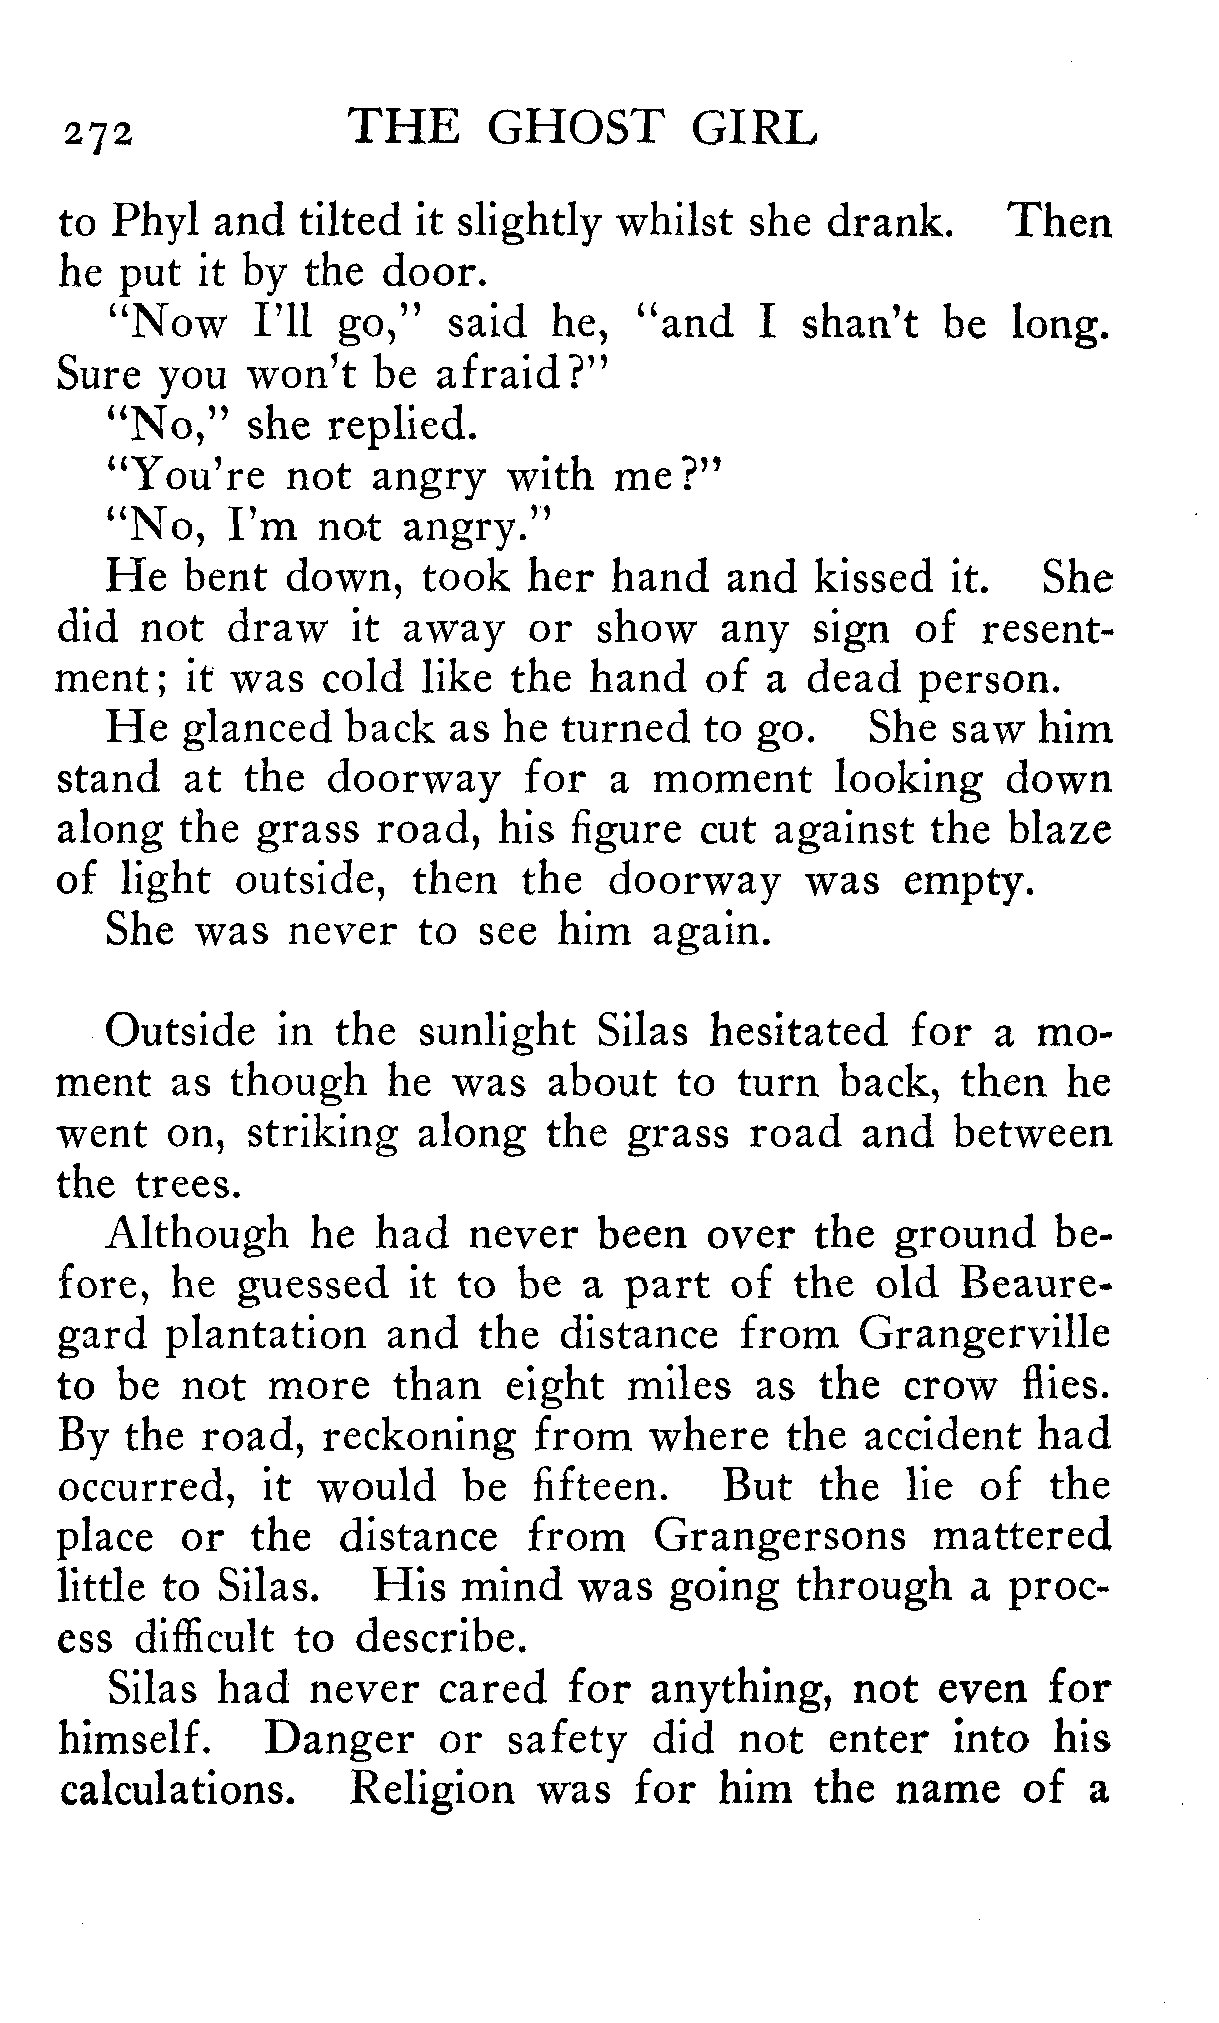 272 THE GHOST GIRL
to Phyl and tilted it slightly whilst she drank. Then
he put it by the door.
"Now I'll go," said he, "and I shan't be long.
Sure you won't be afraid?"
"No," she replied.
"You're not angry with me?"
"No, I'm not angry."
He bent down, took her hand and kissed it. She
did not draw it away or show any sign of resent-
ment; it was cold like the hand of a dead person.
He glanced back as he turned to go. She saw him
stand at the doorway for a moment looking down
along the grass road, his figure cut against the blaze
of light outside, then the doorway was empty.
She was never to see him again.
Outside in the sunlight Silas hesitated for a mo-
ment as though he was about to turn back, then he
went on, striking along the grass road and between
the trees.
Although he had never been over the ground be-
fore, he guessed it to be a part of the old Beaure-
gard plantation and the distance from Grangerville
to be not more than eight miles as the crow flies.
By the road, reckoning from where the accident had
occurred, it would be fifteen. But the lie of the
place or the distance from Grangersons mattered
little to Silas. His mind was going through a proc-
ess difficult to describe.
Silas had never cared for anything, not even for
himself. Danger or safety did not enter into his
calculations. Religion was for him the name of a